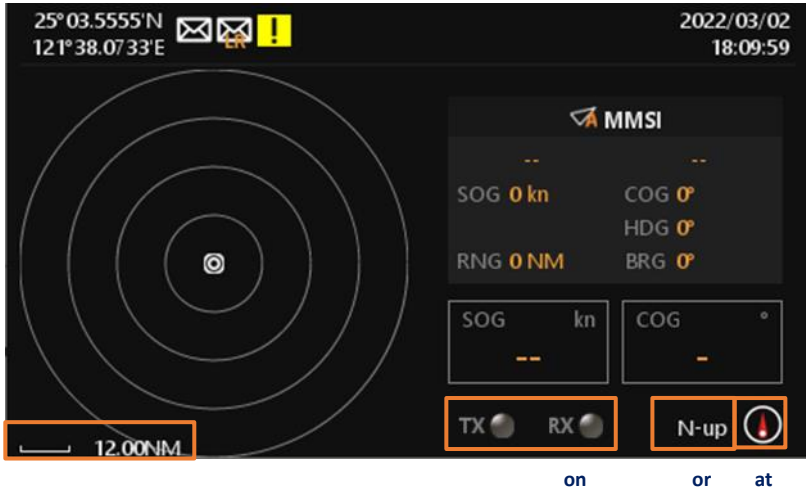 25° 03.5555'N
121° 38.0733'E
LR
!
2022/03/02
18:09:59
A MMSI
-- --
SOG 0 kn COG 0°
HDG 0°
RNG 0 NM BRG 0°
SOG kn COG °
-- -
TX RX N-up
12.00NM
on or at